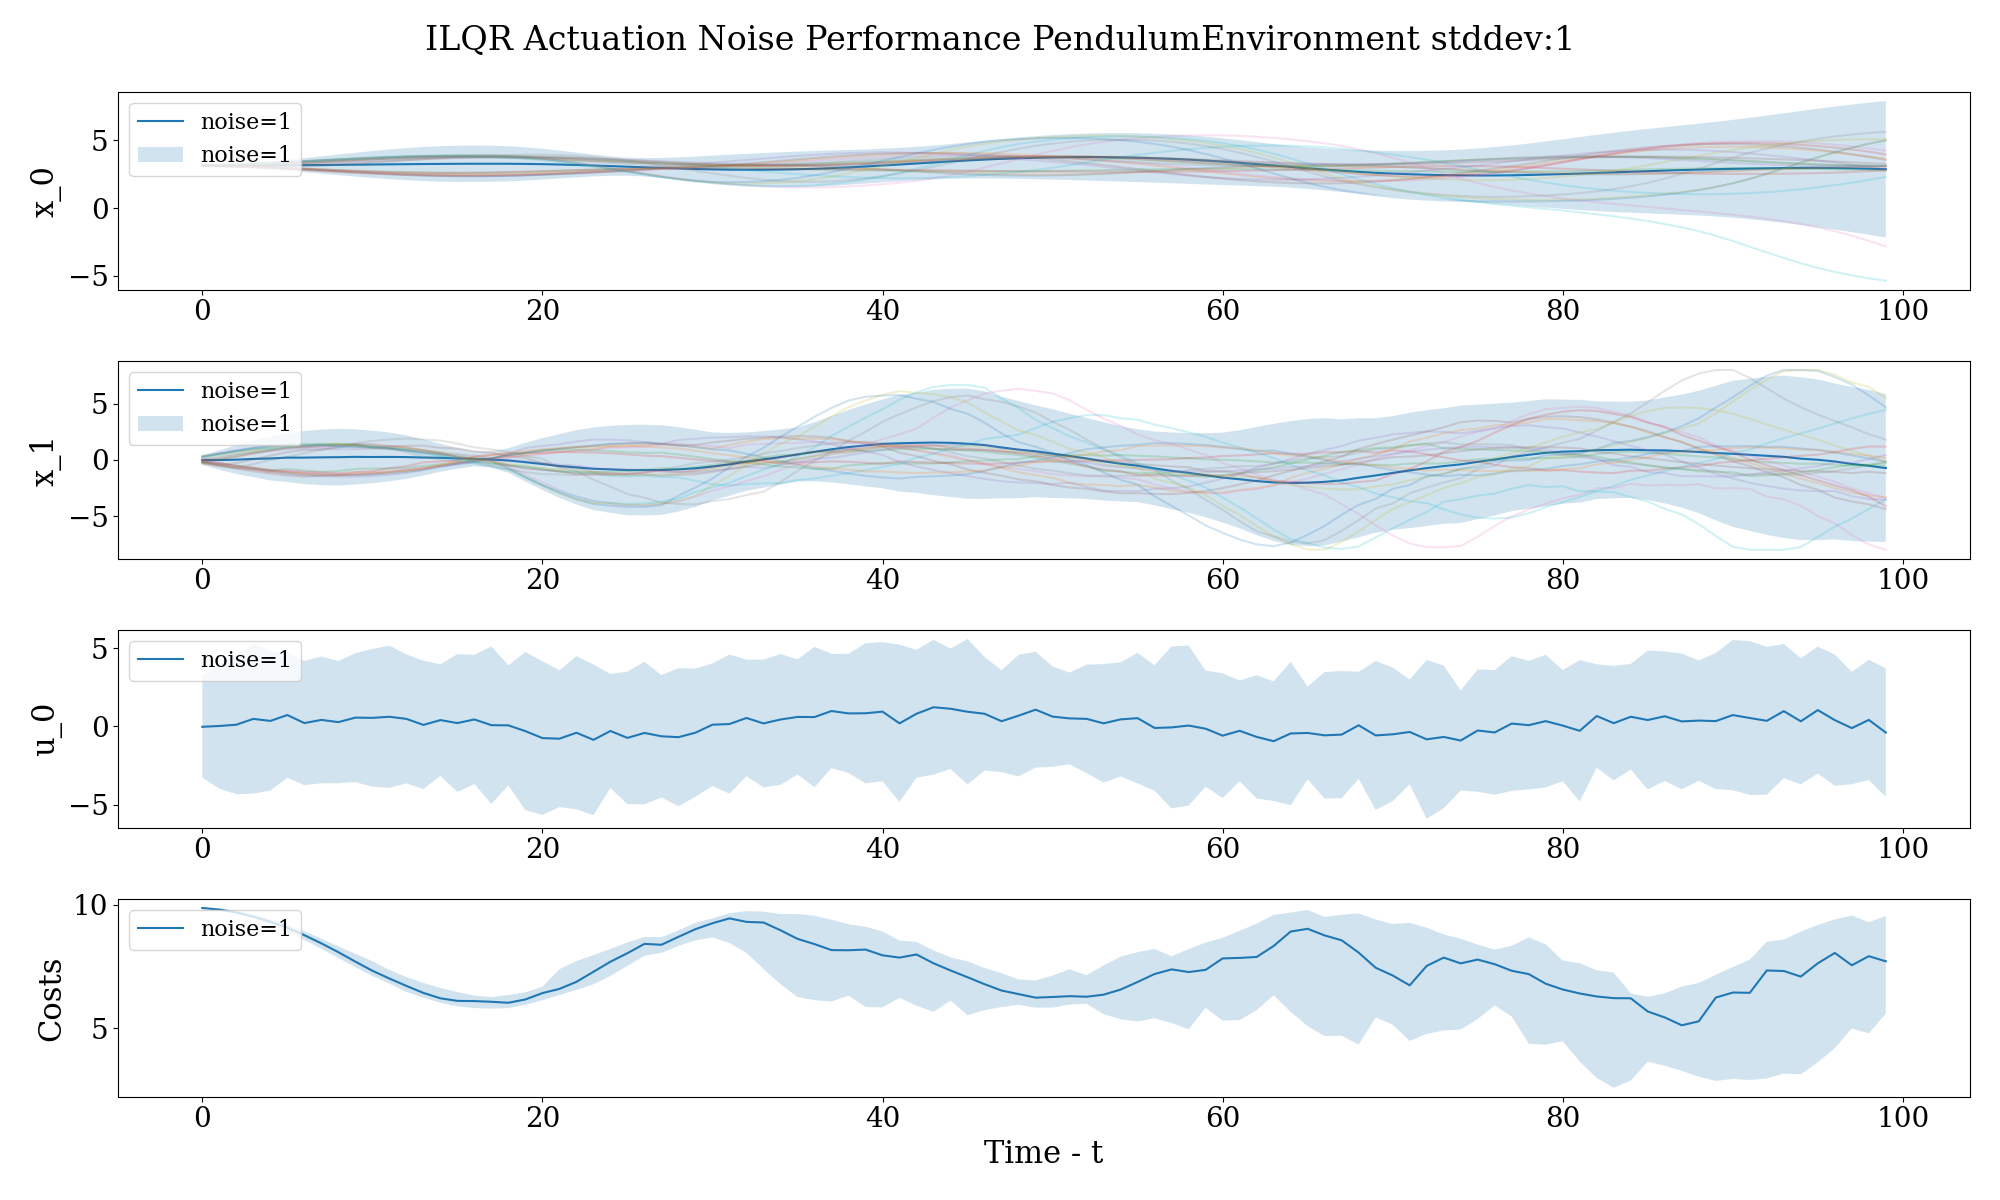 ILQR Actuation Noise Performance PendulumEnvironment stddev:1
noise=1
noise=1
x_0
5
0
−5
0 20 40 60 80 100
noise=1
noise=1
x_1
5
0
−5
0 20 40 60 80 100
noise=1
u_0
5
0
−5
0 20 40 60 80 100
noise=1
Costs
10
5
0 20 40 60 80 100
Time - t